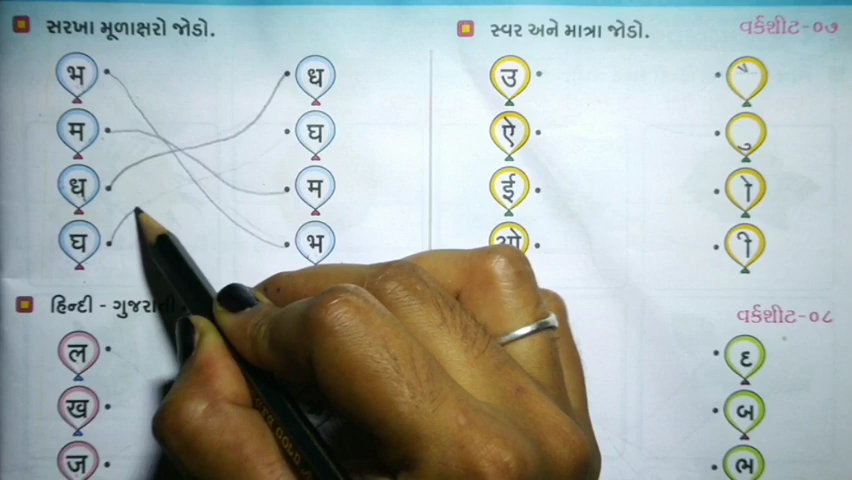 સરખા મૂળાક્ષરો જોડો.
સ્વર અને માત્રા જોડો.
વર્કશીટ-૦૭
भ ध
म घ
ध म
घ भ
उ ै
ऐ ु
ई ो
ओ ी
હિન્દી - ગુજરાતી
વર્કશીટ-૦૮
ल દ
ख બ
ज ભ